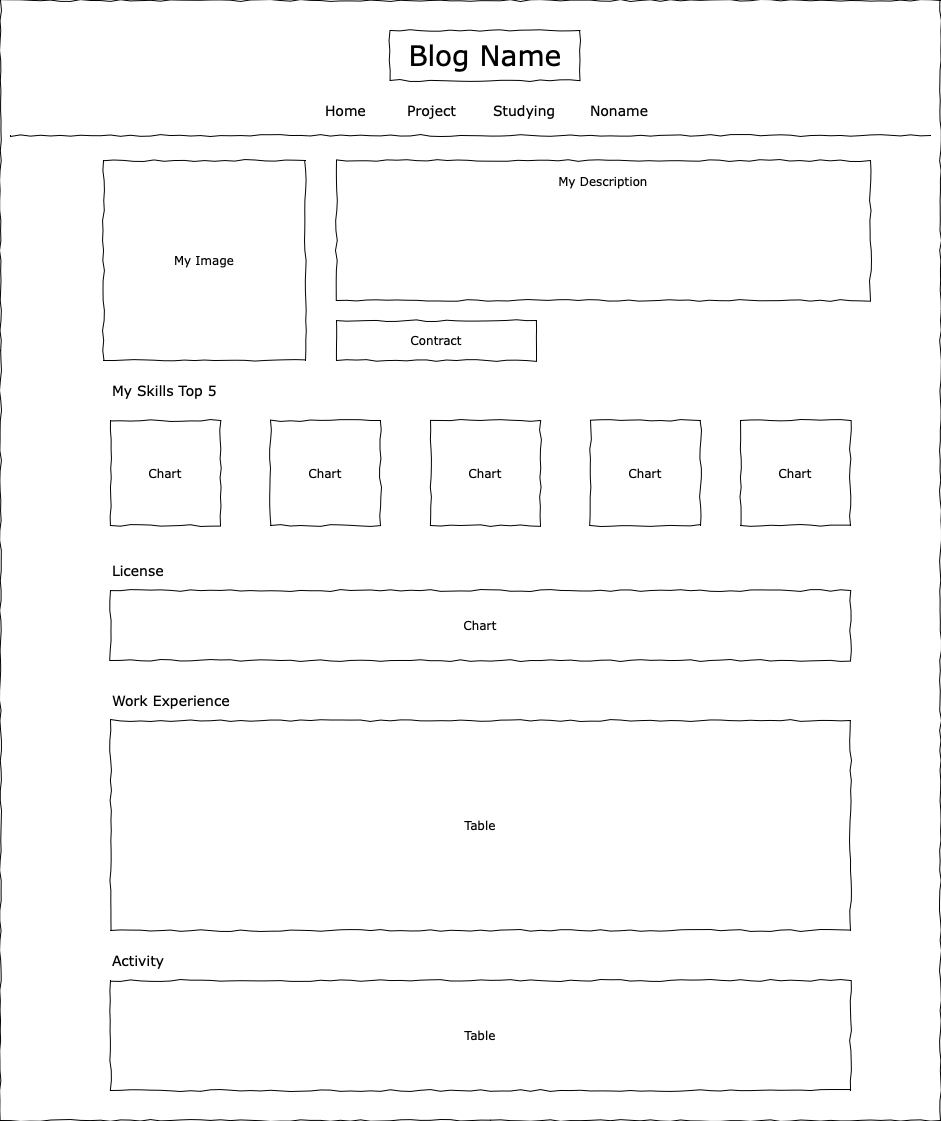 Blog Name
Home Project Studying Noname
My Image
My Description
Contract
My Skills Top 5
Chart Chart Chart Chart Chart
License
Chart
Work Experience
Table
Activity
Table